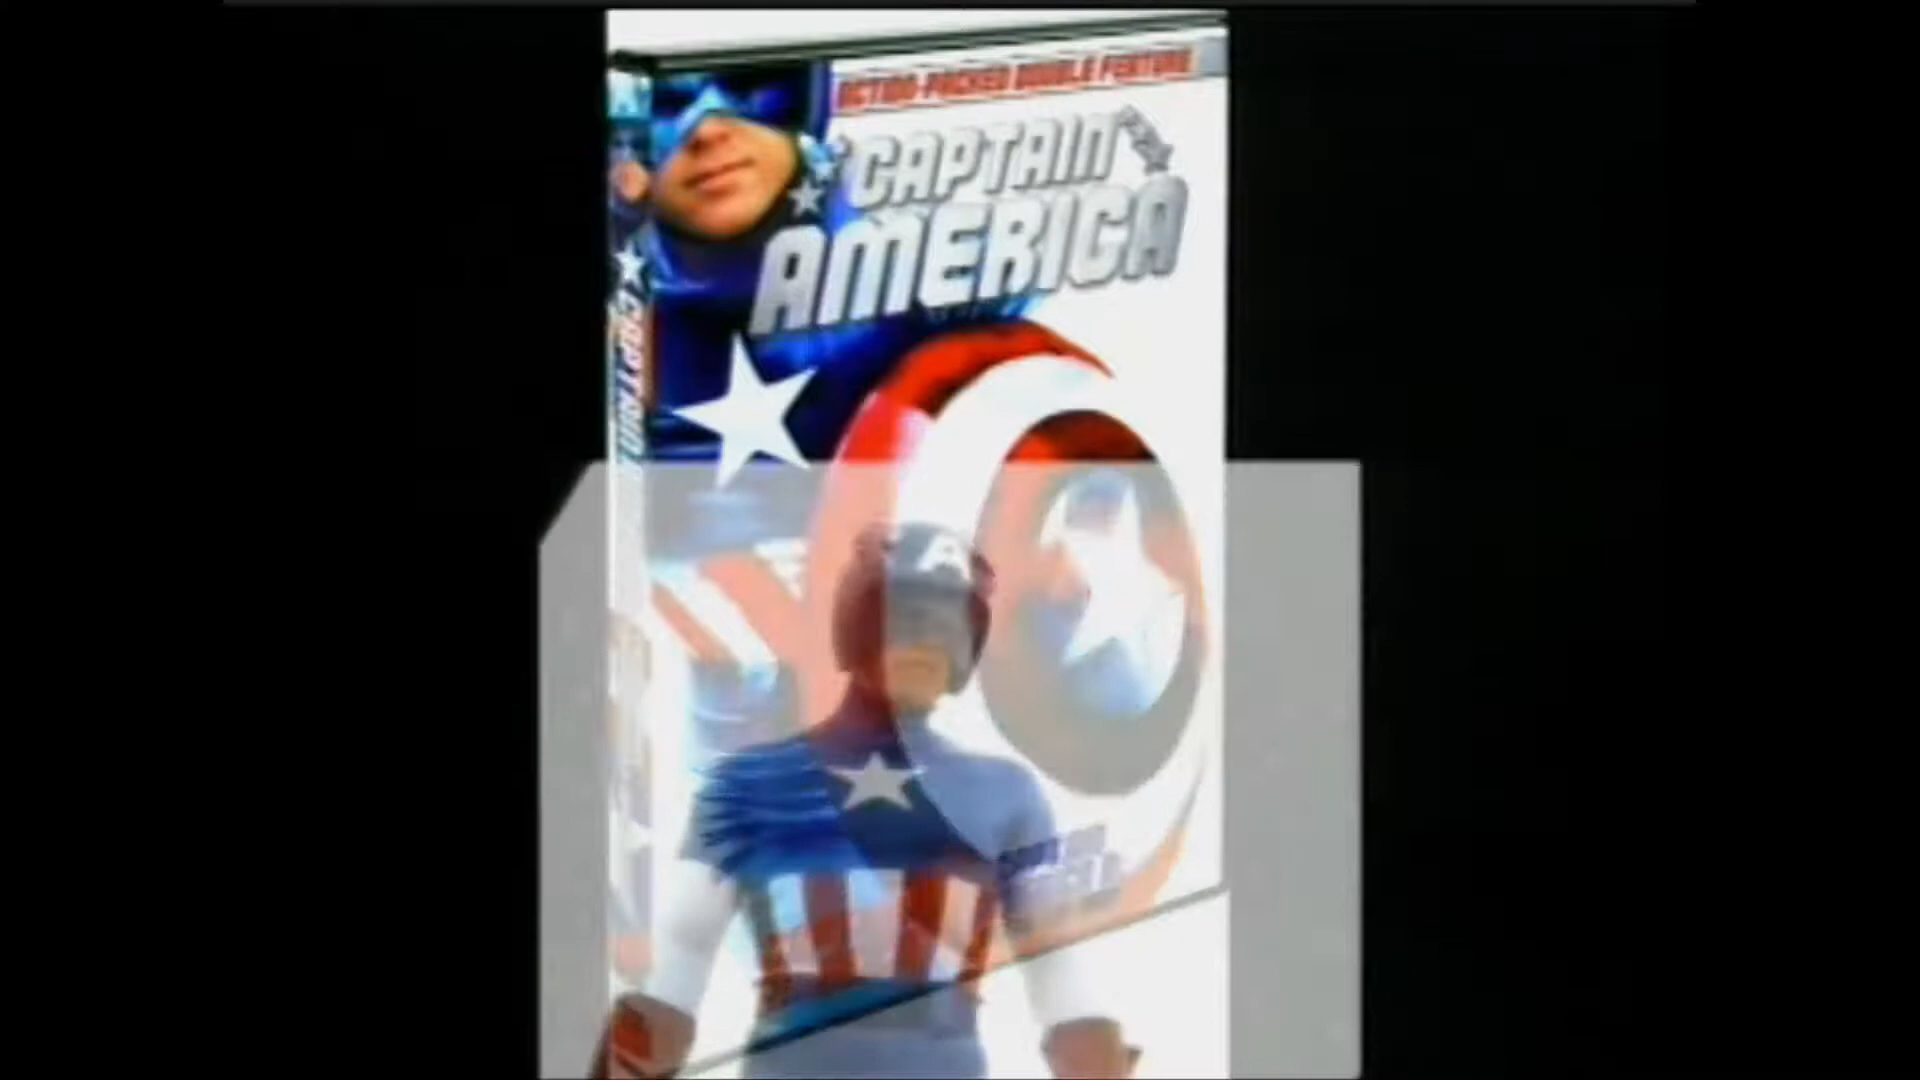 ACTION-PACKED DOUBLE FEATURE
CAPTAIN
AMERICA
CAPTAIN
A